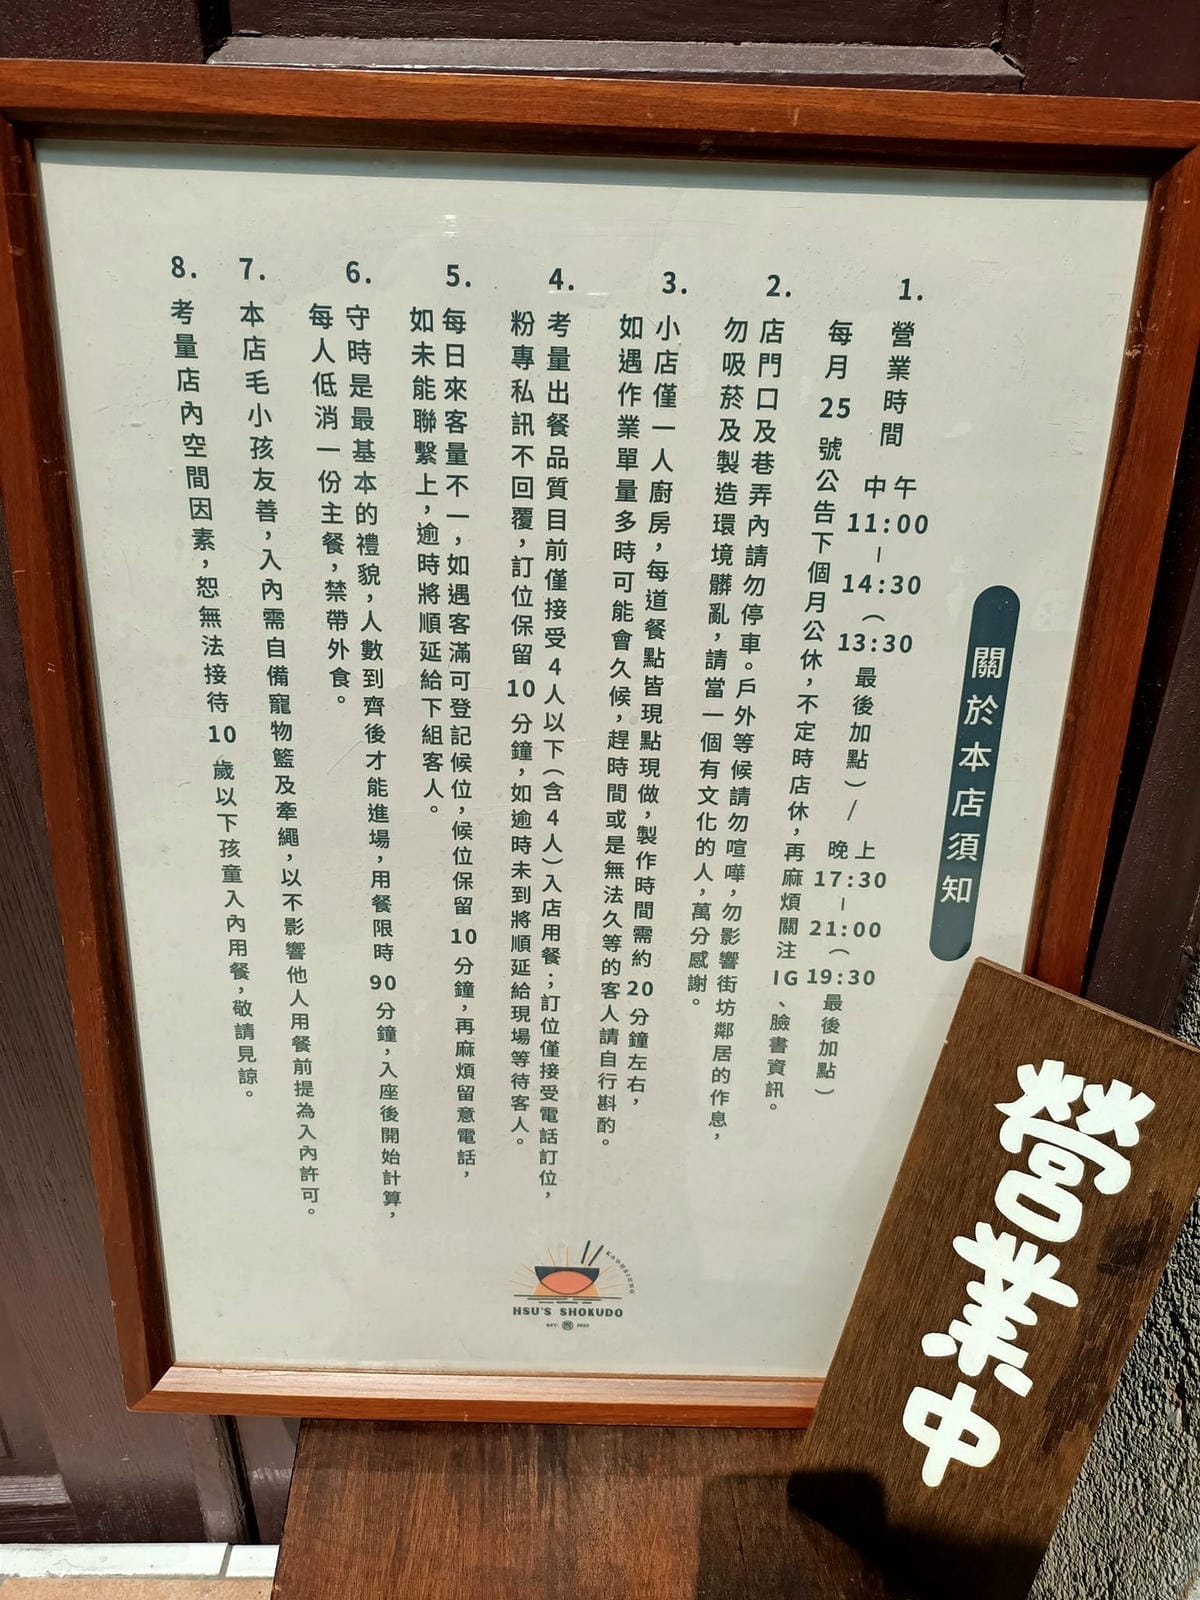 關於本店須知
1.
營業時間 中午 11:00 – 14:30 (13:30 最後加點) / 晚上 17:30 – 21:00 (19:30 最後加點)
每月 25 號公告下個月公休，不定時店休，再麻煩關注 IG、臉書資訊。
2.
店門口及巷弄內請勿停車。戶外等候請勿喧嘩，勿影響街坊鄰居的作息，
勿吸菸及製造環境髒亂，請當一個有文化的人，萬分感謝。
3.
小店僅一人廚房，每道餐點皆現點現做，製作時間需約 20 分鐘左右，
如遇作業單量多時可能會久候，趕時間或是無法久等的客人請自行斟酌。
4.
考量出餐品質目前僅接受 4 人以下（含 4 人）入店用餐；訂位僅接受電話訂位，
粉專私訊不回覆，訂位保留 10 分鐘，如逾時未到將順延給現場等待客人。
5.
每日來客量不一，如遇客滿可登記候位，候位保留 10 分鐘，再麻煩留意電話，
如未能聯繫上，逾時將順延給下組客人。
6.
守時是最基本的禮貌，人數到齊後才能進場，用餐限時 90 分鐘，入座後開始計算，
每人低消一份主餐，禁帶外食。
7.
本店毛小孩友善，入內需自備寵物籃及牽繩，以不影響他人用餐前提為入內許可。
8.
考量店內空間因素，恕無法接待 10 歲以下孩童入內用餐，敬請見諒。
KAOHSIUNG
HSU'S SHOKUDO
EST. 2022
營業中